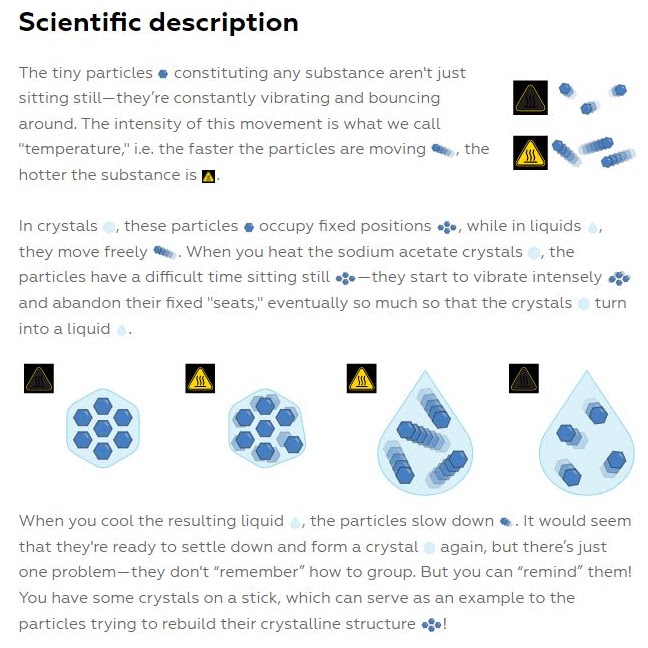 Scientific description
The tiny particles constituting any substance aren't just
sitting still—they’re constantly vibrating and bouncing
around. The intensity of this movement is what we call
"temperature," i.e. the faster the particles are moving , the
hotter the substance is .
In crystals , these particles occupy fixed positions , while in liquids ,
they move freely . When you heat the sodium acetate crystals , the
particles have a difficult time sitting still —they start to vibrate intensely
and abandon their fixed "seats," eventually so much so that the crystals turn
into a liquid .
When you cool the resulting liquid , the particles slow down . It would seem
that they're ready to settle down and form a crystal again, but there’s just
one problem—they don't “remember” how to group. But you can “remind” them!
You have some crystals on a stick, which can serve as an example to the
particles trying to rebuild their crystalline structure !